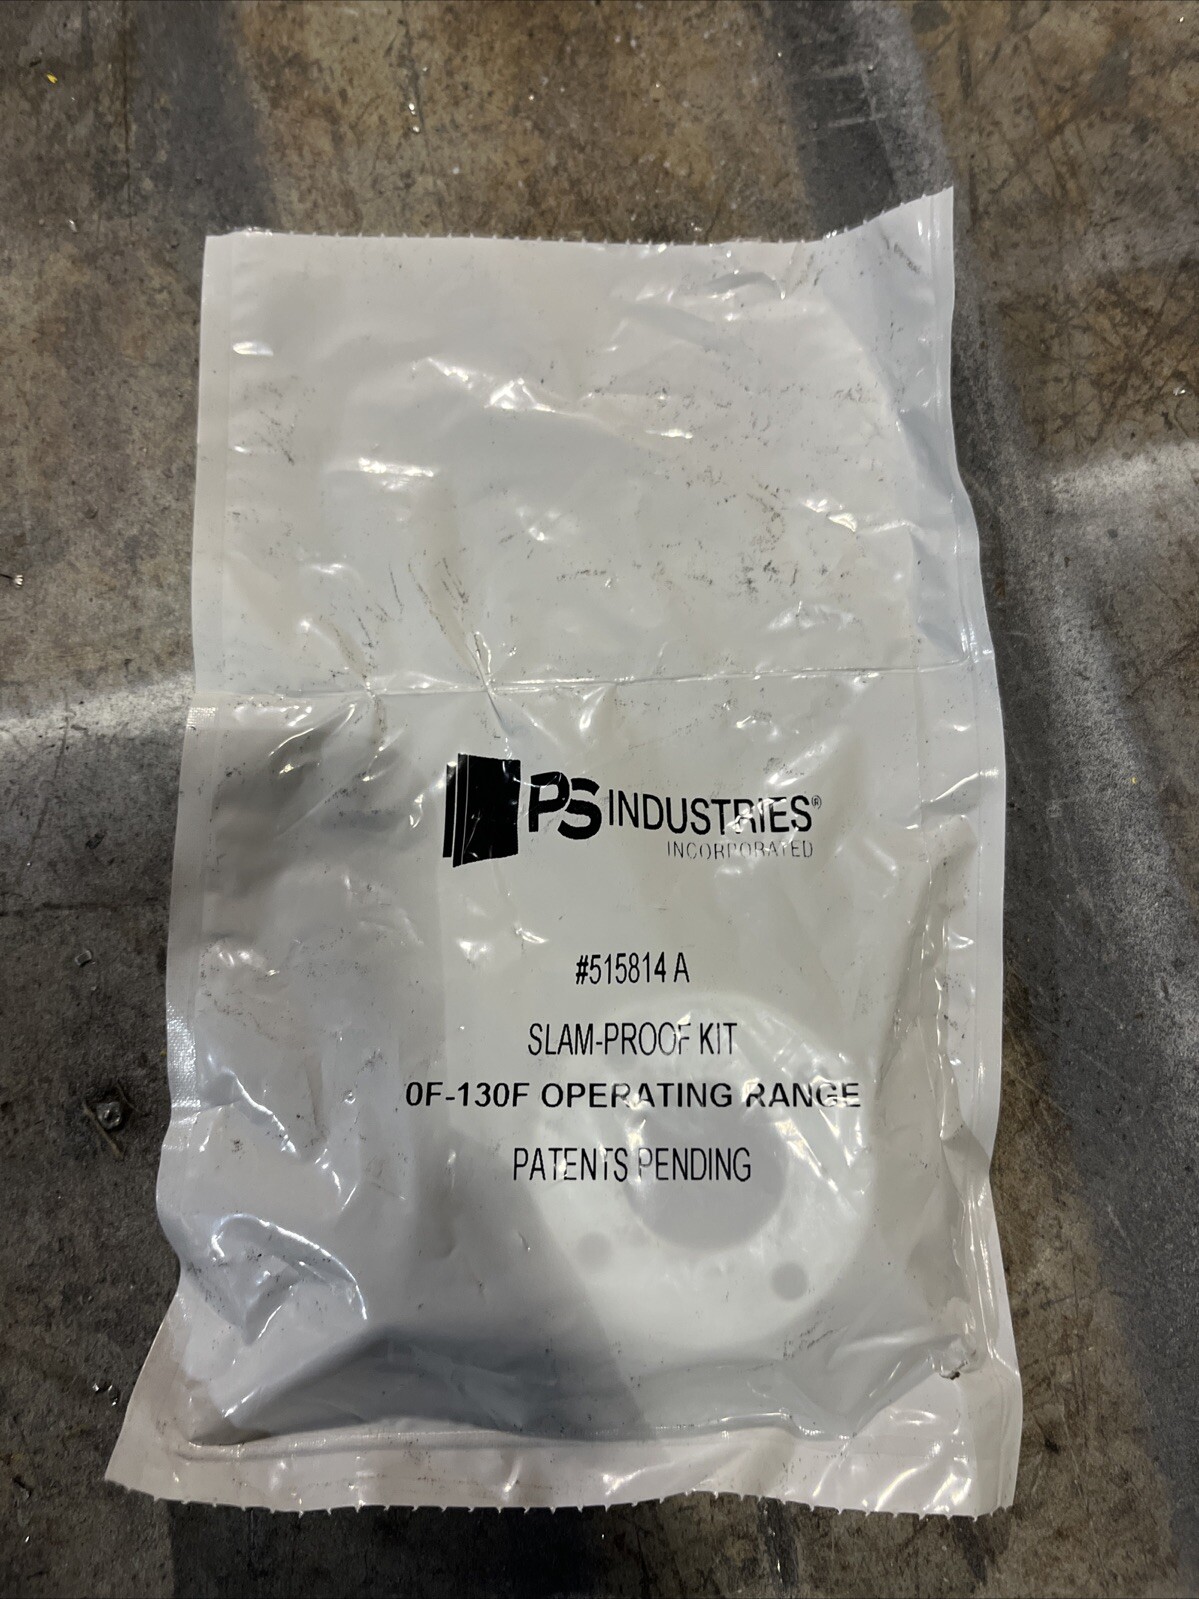 PS INDUSTRIES®
INCORPORATED
#515814 A
SLAM-PROOF KIT
0F-130F OPERATING RANGE
PATENTS PENDING